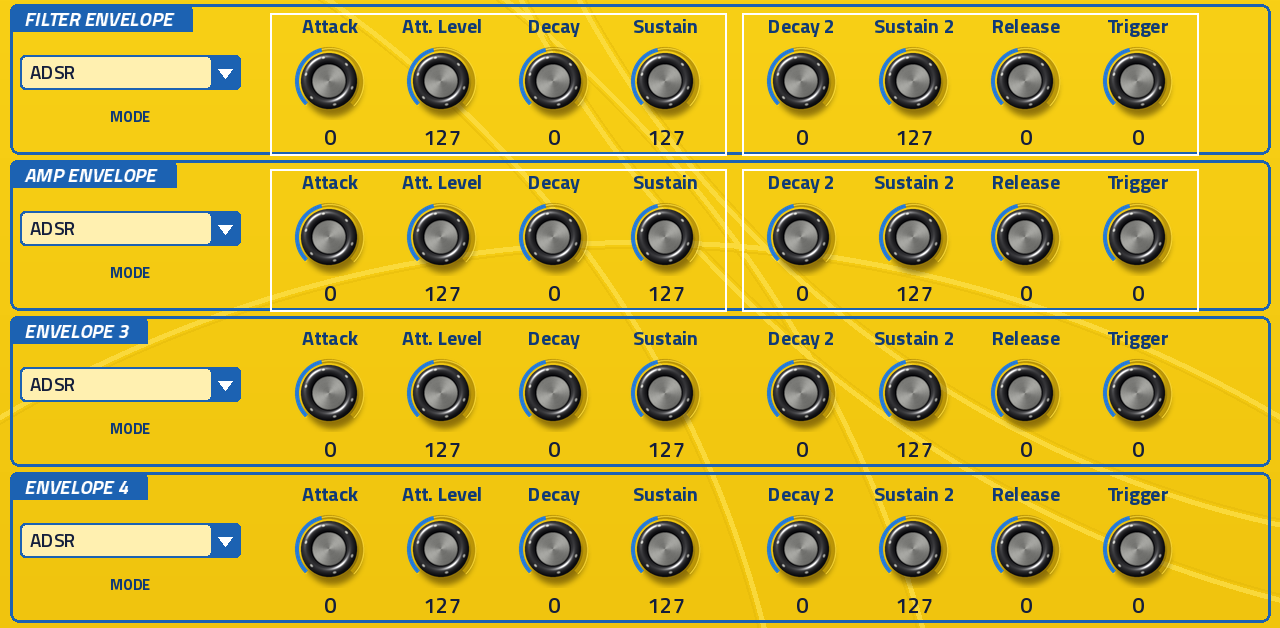 FILTER ENVELOPE
Attack Att. Level Decay Sustain Decay 2 Sustain 2 Release Trigger
ADSR
MODE
0 127 0 127 0 127 0 0
AMP ENVELOPE
Attack Att. Level Decay Sustain Decay 2 Sustain 2 Release Trigger
ADSR
MODE
0 127 0 127 0 127 0 0
ENVELOPE 3
Attack Att. Level Decay Sustain Decay 2 Sustain 2 Release Trigger
ADSR
MODE
0 127 0 127 0 127 0 0
ENVELOPE 4
Attack Att. Level Decay Sustain Decay 2 Sustain 2 Release Trigger
ADSR
MODE
0 127 0 127 0 127 0 0